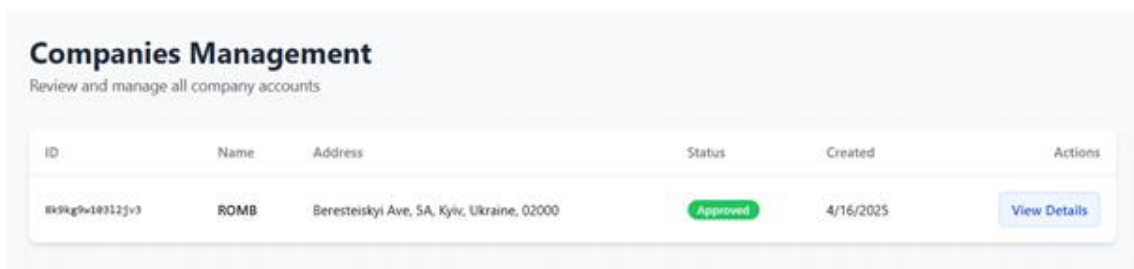 Companies Management
Review and manage all company accounts
ID Name Address Status Created Actions
ROMB Beresteiskyi Ave, 5A, Kyiv, Ukraine, 02000 Approved 4/16/2025 View Details